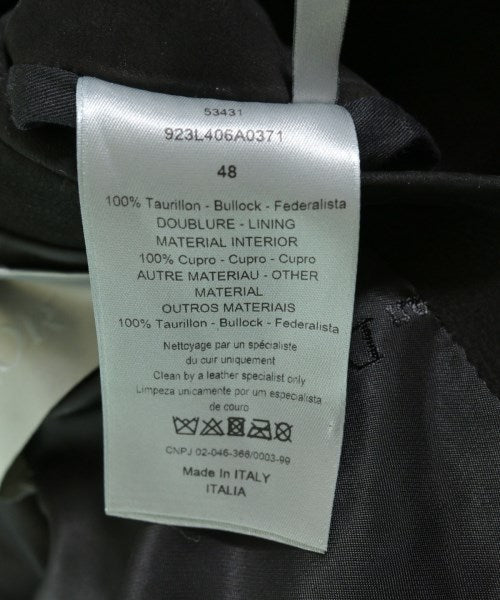 53431
923L406A0371
48
100% Taurillon - Bullock - Federalista
DOUBLURE - LINING
MATERIAL INTERIOR
100% Cupro - Cupro - Cupro
AUTRE MATERIAU - OTHER
MATERIAL
OUTROS MATERIAIS
100% Taurillon - Bullock - Federalista
Nettoyage par un spécialiste
du cuir uniquement
Clean by a leather specialist only
Limpeza unicamente por um especialista
de couro
CNPJ 02-046-366/0003-99
Made in ITALY
ITALIA